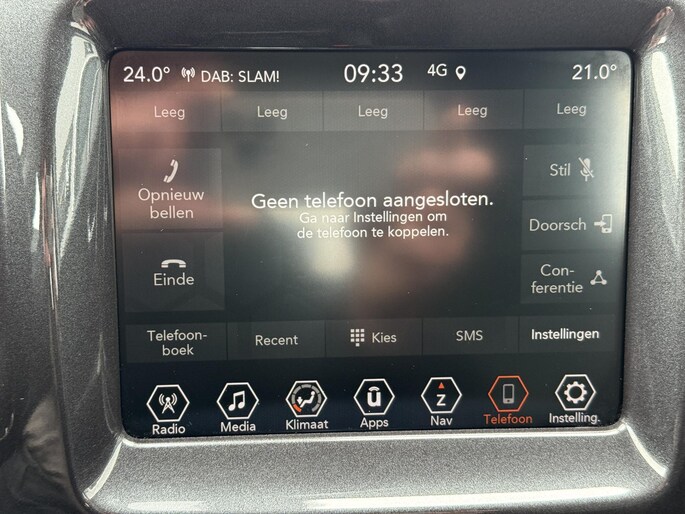 24.0° DAB: SLAM! 09:33 4G 21.0°
Leeg Leeg Leeg Leeg Leeg
Opnieuw
bellen
Stil
Geen telefoon aangesloten.
Ga naar Instellingen om
de telefoon te koppelen.
Doorsch
Einde
Con-
ferentie
Telefoon-
boek
Recent
Kies
SMS
Instellingen
ū
z
Radio Media Klimaat Apps Nav Telefoon Instelling.